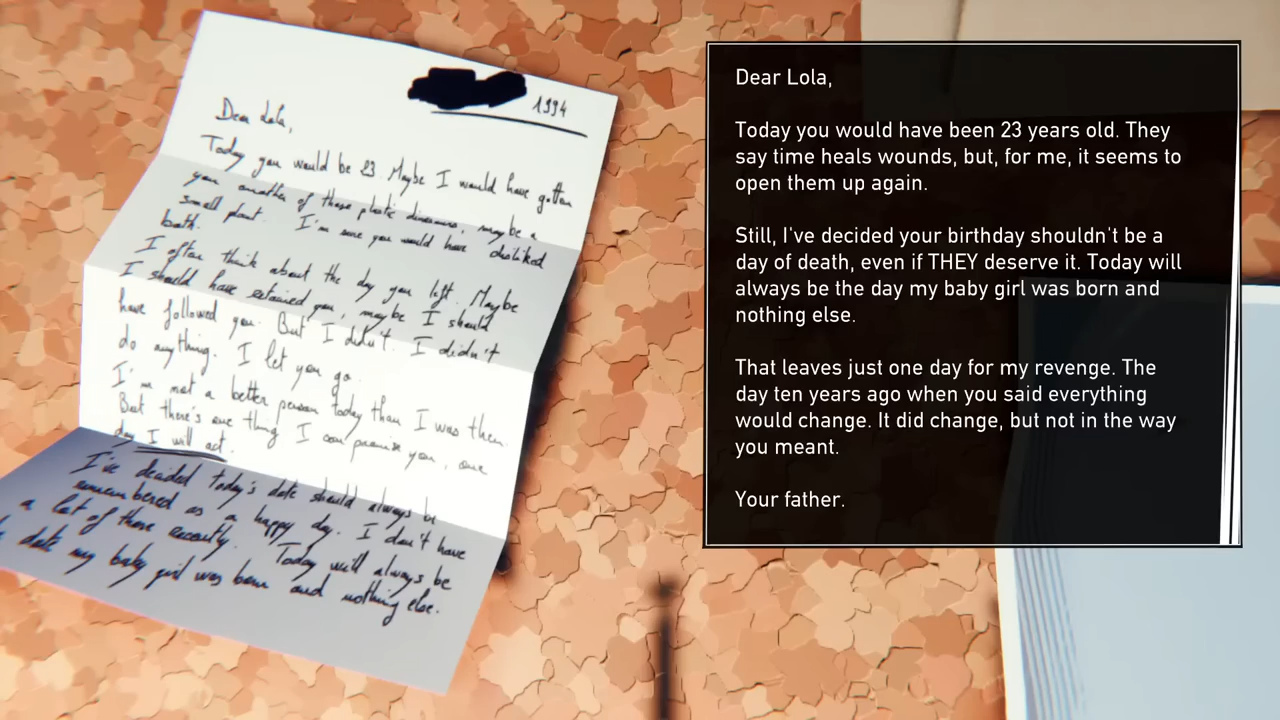 1994
Dear Lola,
Today you would be 23. Maybe I would have gotten
you another of those plastic dinosaurs, maybe a
small plant. I'm sure you would have disliked
both.
I often think about the day you left. Maybe
I should have retained you, maybe I should
have followed you. But I didn't. I didn't
do anything. I let you go.
I'm not a better person today than I was then.
But there's one thing I can promise you, one
day I will act.
I've decided today's date should always be
remembered as a happy day. I don't have
a lot of those recently. Today will always be
date my baby girl was born and nothing else.
Dear Lola,
Today you would have been 23 years old. They
say time heals wounds, but, for me, it seems to
open them up again.
Still, I've decided your birthday shouldn't be a
day of death, even if THEY deserve it. Today will
always be the day my baby girl was born and
nothing else.
That leaves just one day for my revenge. The
day ten years ago when you said everything
would change. It did change, but not in the way
you meant.
Your father.